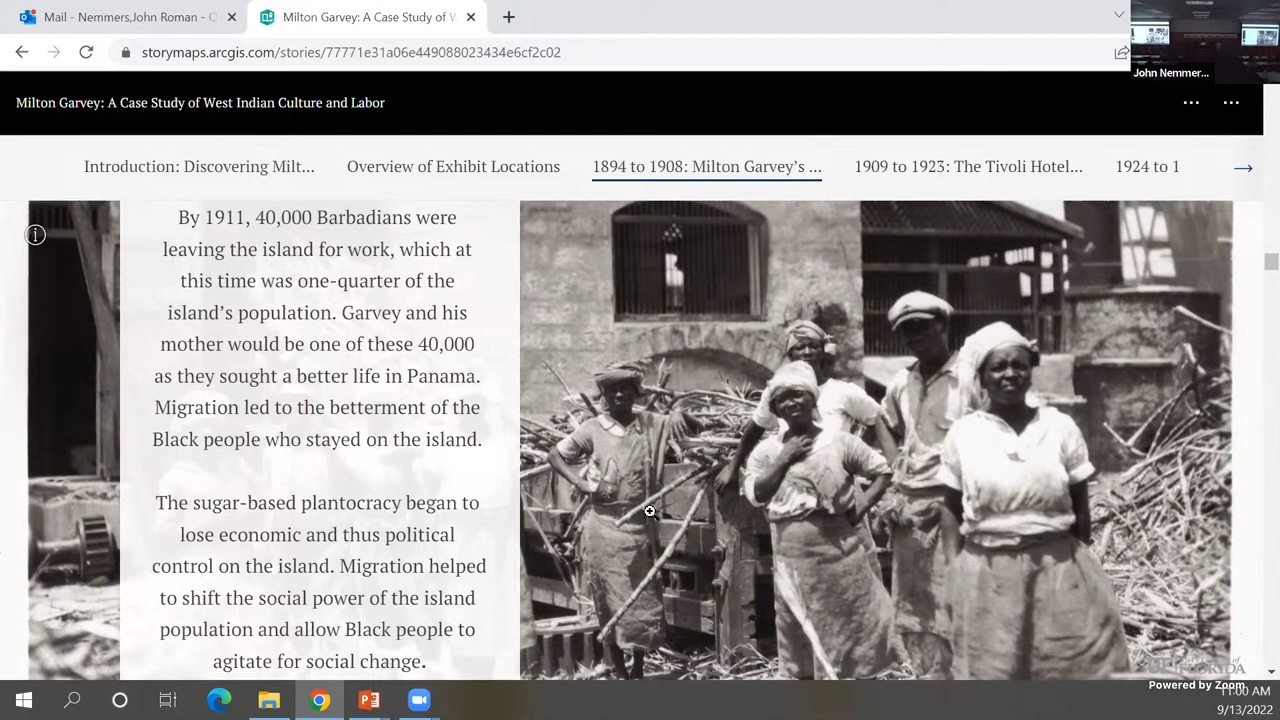 Mail - Nemmers,John Roman - O
Milton Garvey: A Case Study of W
John Nemmer...
Milton Garvey: A Case Study of West Indian Culture and Labor
Introduction: Discovering Milt...
Overview of Exhibit Locations
1894 to 1908: Milton Garvey's ...
1909 to 1923: The Tivoli Hotel...
1924 to 1
By 1911, 40,000 Barbadians were
leaving the island for work, which at
this time was one-quarter of the
island's population. Garvey and his
mother would be one of these 40,000
as they sought a better life in Panama.
Migration led to the betterment of the
Black people who stayed on the island.
The sugar-based plantocracy began to
lose economic and thus political
control on the island. Migration helped
to shift the social power of the island
population and allow Black people to
agitate for social change.
Powered by Zoom
11:00 AM
9/13/2022